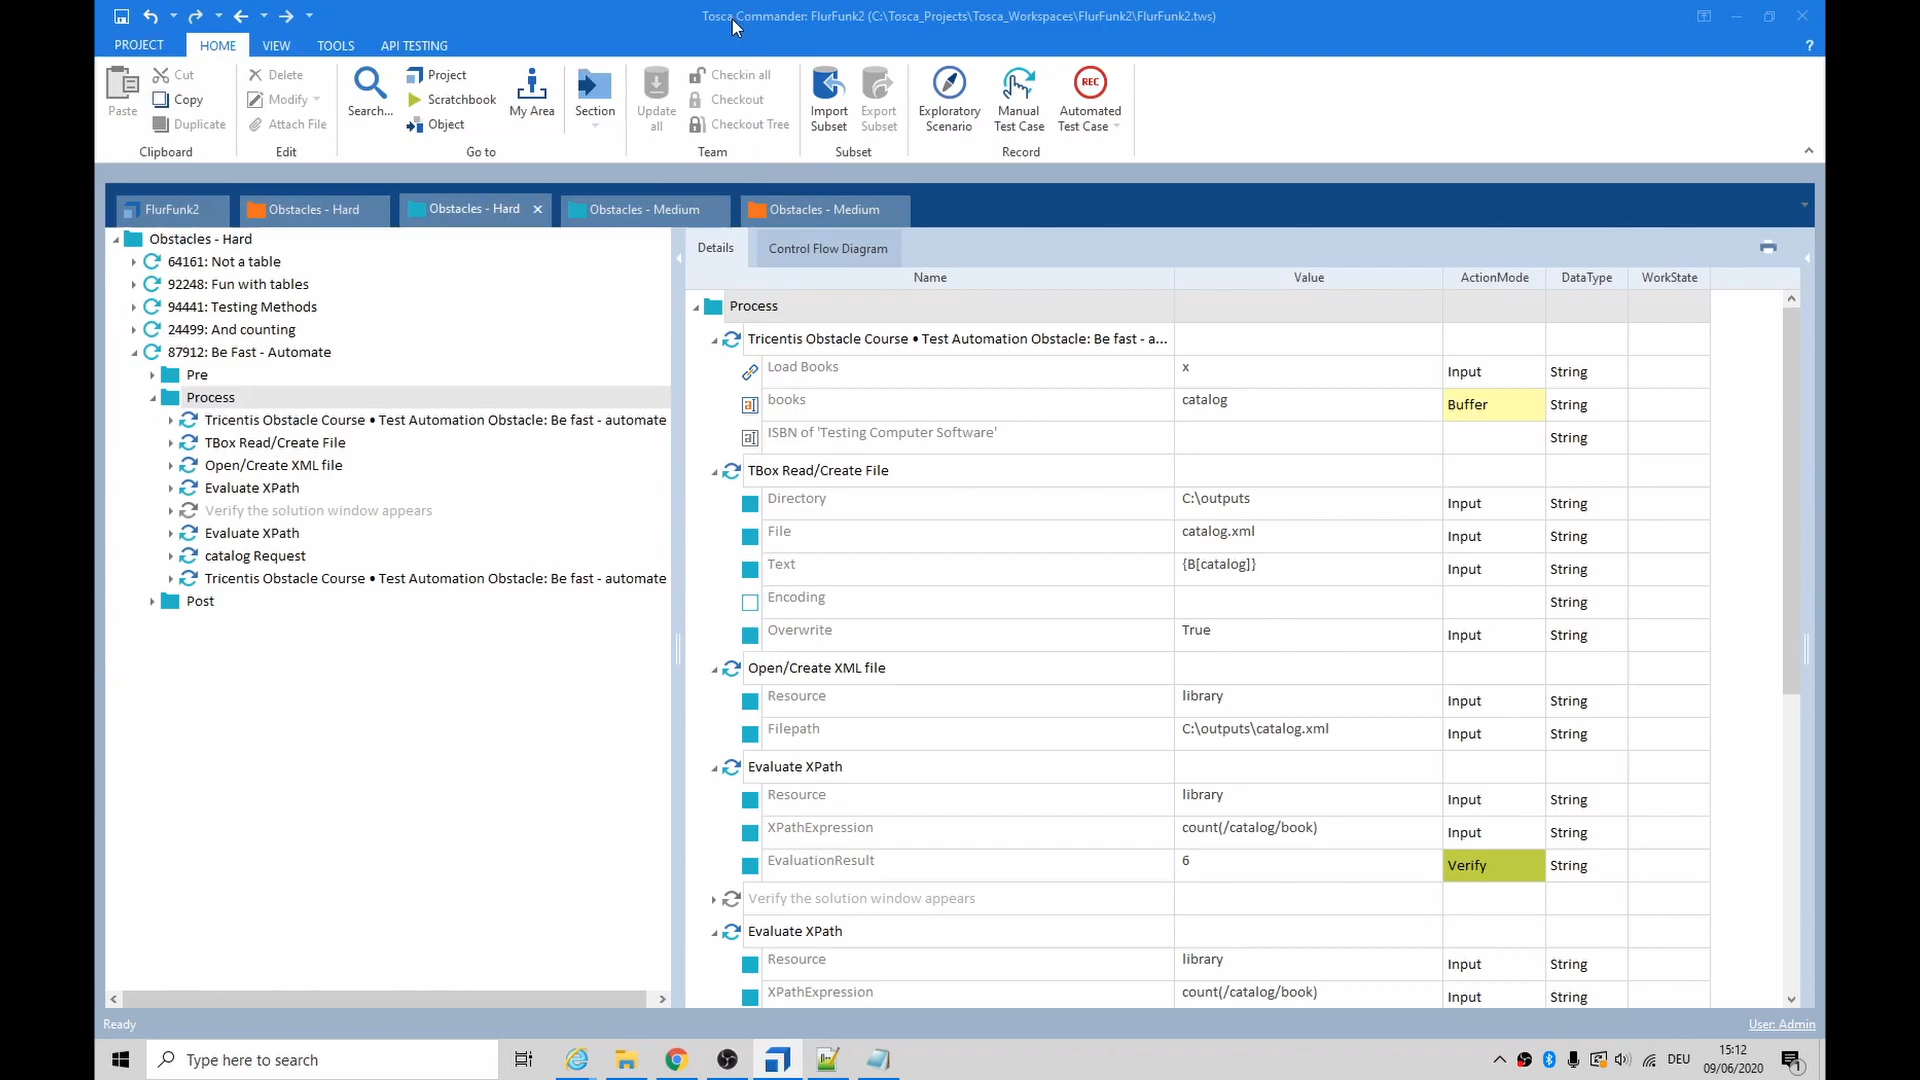 Tosca Commander: FlurFunk2 (C:\Tosca_Projects\Tosca_Workspaces\FlurFunk2\FlurFunk2.tws)
PROJECT HOME VIEW TOOLS API TESTING ?
Paste
Cut
Copy
Duplicate
Clipboard
Delete
Modify
Attach File
Edit
Search...
Project
Scratchbook
Object
My Area
Go to
Section
Update all
Checkin all
Checkout
Checkout Tree
Team
Import Subset
Export Subset
Subset
Exploratory Scenario
Manual Test Case
REC
Automated Test Case
Record
FlurFunk2 Obstacles - Hard Obstacles - Hard Obstacles - Medium Obstacles - Medium
Obstacles - Hard
64161: Not a table
92248: Fun with tables
94441: Testing Methods
24499: And counting
87912: Be Fast - Automate
Pre
Process
Tricentis Obstacle Course • Test Automation Obstacle: Be fast - automate
TBox Read/Create File
Open/Create XML file
Evaluate XPath
Verify the solution window appears
Evaluate XPath
catalog Request
Tricentis Obstacle Course • Test Automation Obstacle: Be fast - automate
Post
Details Control Flow Diagram
Name Value ActionMode DataType WorkState
Process
Tricentis Obstacle Course • Test Automation Obstacle: Be fast - a...
Load Books x Input String
books catalog Buffer String
ISBN of 'Testing Computer Software' String
TBox Read/Create File
Directory C:\outputs Input String
File catalog.xml Input String
Text {B[catalog]} Input String
Encoding String
Overwrite True Input String
Open/Create XML file
Resource library Input String
Filepath C:\outputs\catalog.xml Input String
Evaluate XPath
Resource library Input String
XPathExpression count(/catalog/book) Input String
EvaluationResult 6 Verify String
Verify the solution window appears
Evaluate XPath
Resource library Input String
XPathExpression count(/catalog/book) Input String
Ready User: Admin
Type here to search
DEU
15:12
09/06/2020
1